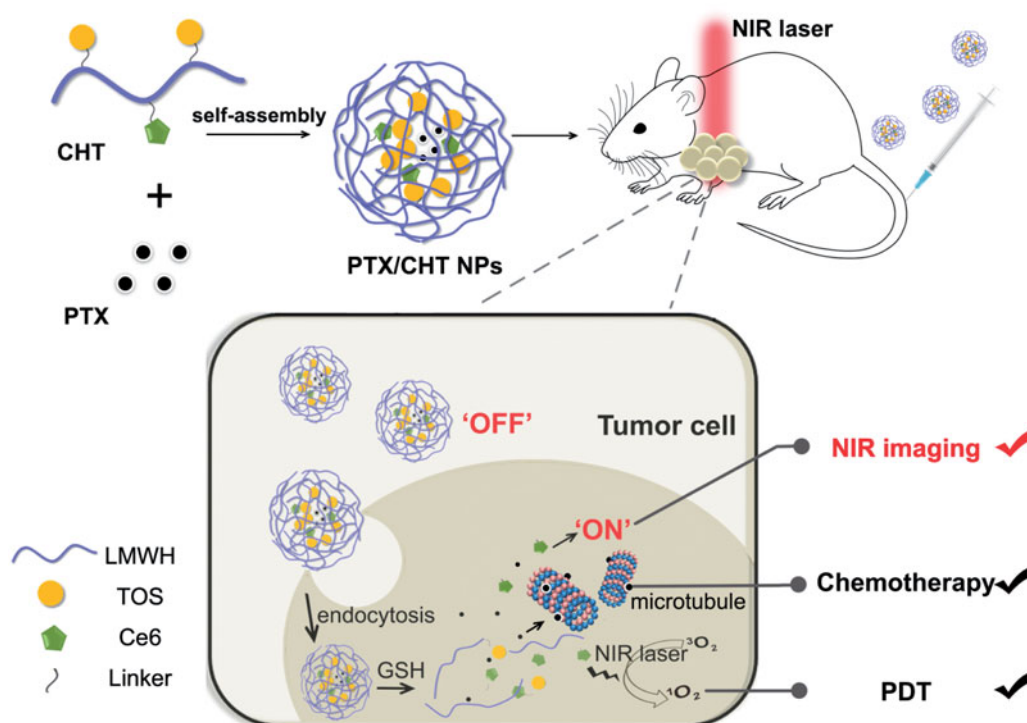 NIR laser
CHT
self-assembly
+
PTX
PTX/CHT NPs
'OFF'
Tumor cell
NIR imaging
'ON'
Chemotherapy
microtubule
LMWH
TOS
Ce6
Linker
endocytosis
GSH
NIR laser
³O₂
¹O₂
PDT